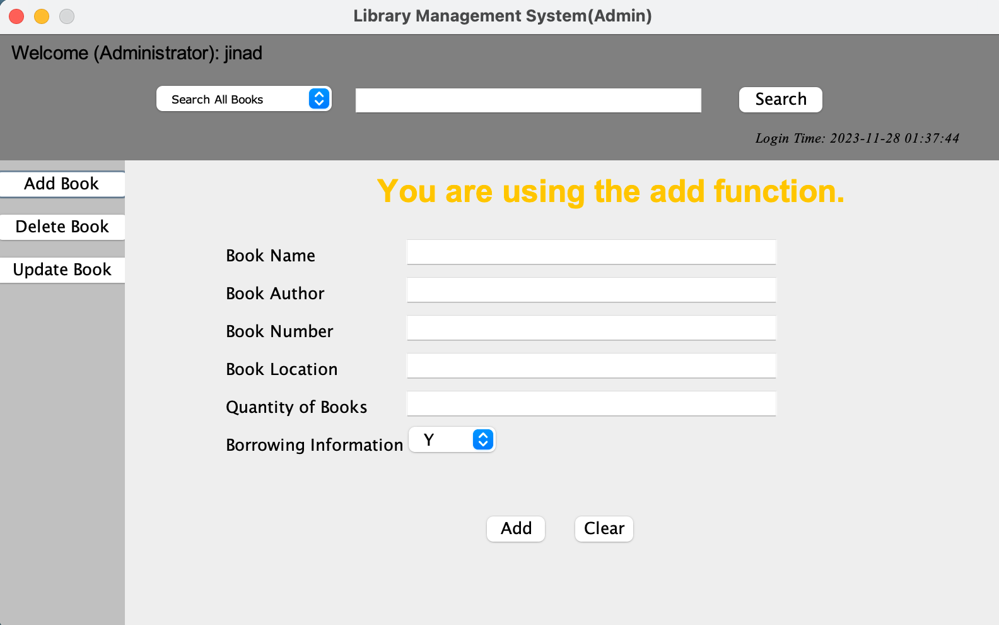 Library Management System(Admin)
Welcome (Administrator): jinad
Search All Books
Search
Login Time: 2023-11-28 01:37:44
Add Book
Delete Book
Update Book
You are using the add function.
Book Name
Book Author
Book Number
Book Location
Quantity of Books
Borrowing Information Y
Add Clear